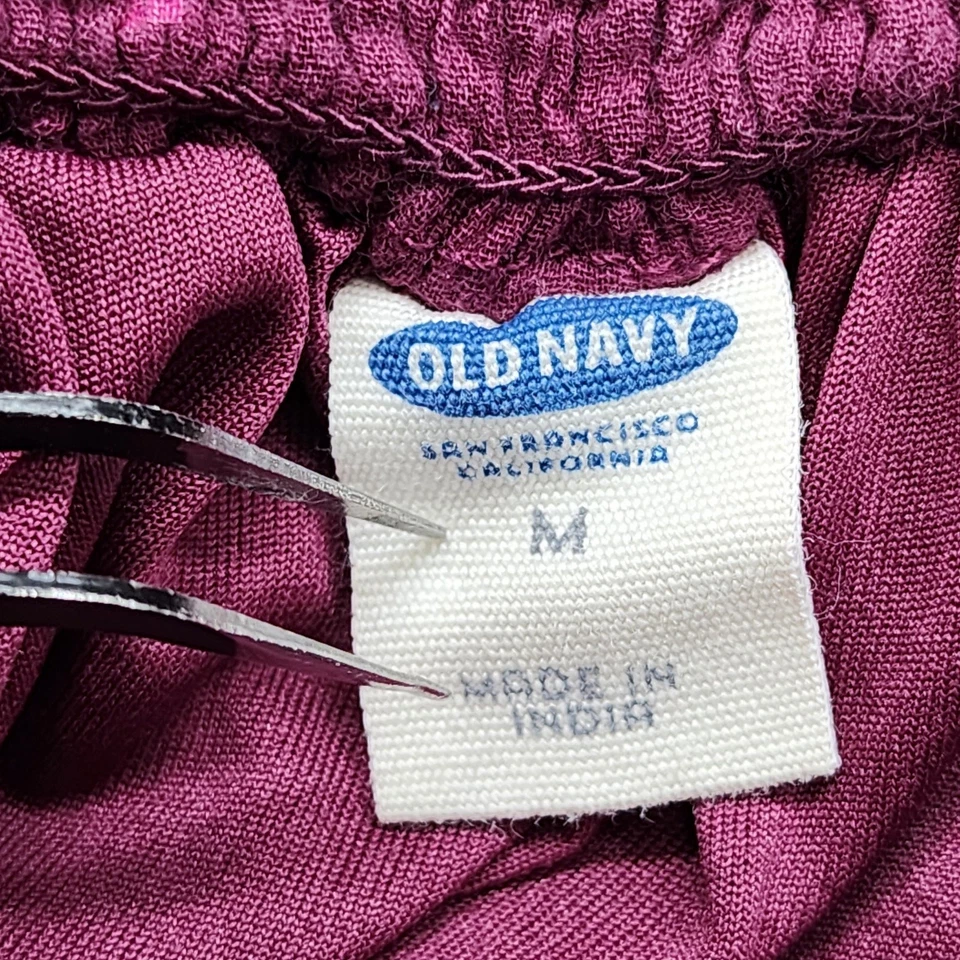 OLD NAVY
SAN FRANCISCO
CALIFORNIA
M
MADE IN
INDIA